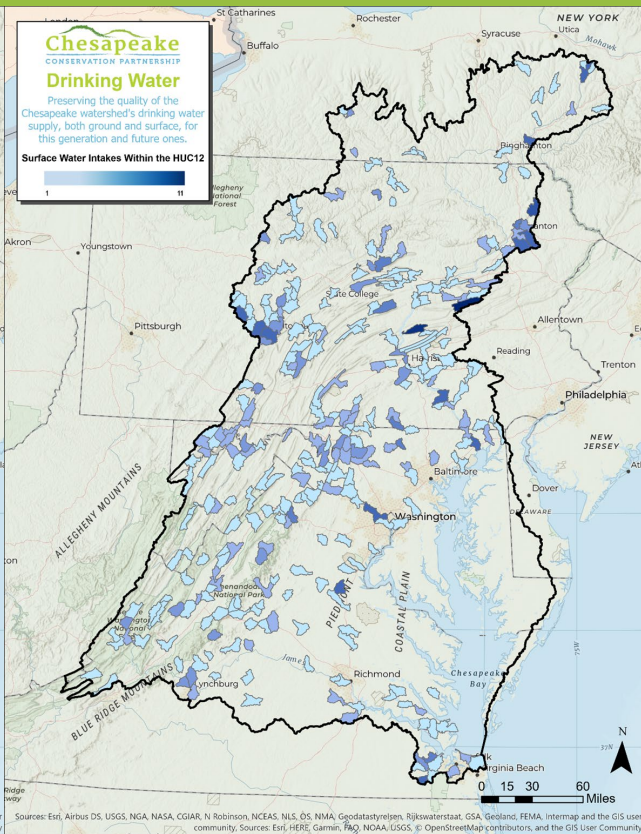 St Catharines
Rochester
NEW YORK
Syracuse
Utica
Mohawk
Buffalo
Chesapeake
CONSERVATION PARTNERSHIP
Drinking Water
Preserving the quality of the
Chesapeake watershed's drinking water
supply, both ground and surface, for
this generation and future ones.
Surface Water Intakes Within the HUC12
1 11
Binghamton
Allegheny
National
Forest
Akron
Youngstown
anton
State College
Pittsburgh
Allentown
Reading
Trenton
Philadelphia
NEW
JERSEY
Baltimore
Dover
DELAWARE
Washington
ALLEGHENY MOUNTAINS
Shenandoah
National Park
PIEDMONT
COASTAL PLAIN
BLUE RIDGE MOUNTAINS
James
Richmond
Chesapeake
Bay
Lynchburg
Virginia Beach
75W
37N
N
0 15 30 60
Miles
Sources: Esri, Airbus DS, USGS, NGA, NASA, CGIAR, N Robinson, NCEAS, NLS, OS, NMA, Geodatastyrelsen, Rijkswaterstaat, GSA, Geoland, FEMA, Intermap and the GIS us
community, Sources: Esri, HERE, Garmin, FAO, NOAA, USGS, © OpenStreetMap contributors, and the GIS User Community